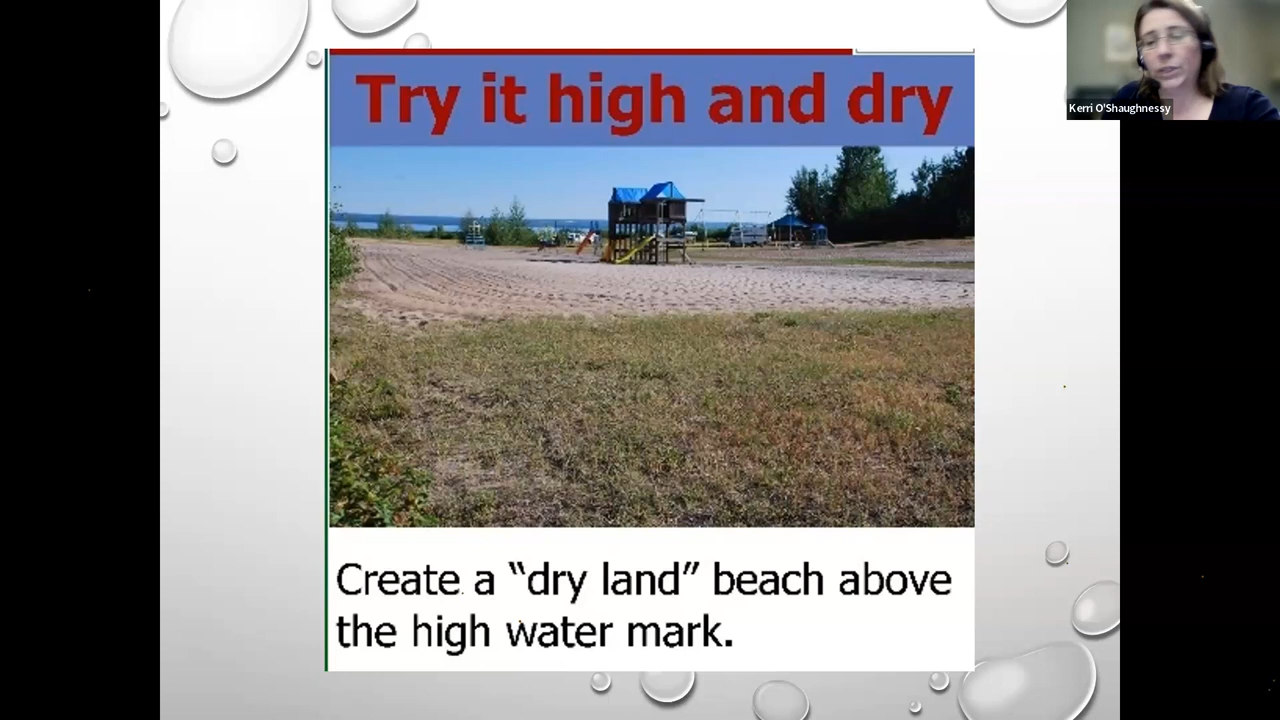 Try it high and dry
Kerri O'Shaughnessy
Create a “dry land” beach above
the high water mark.